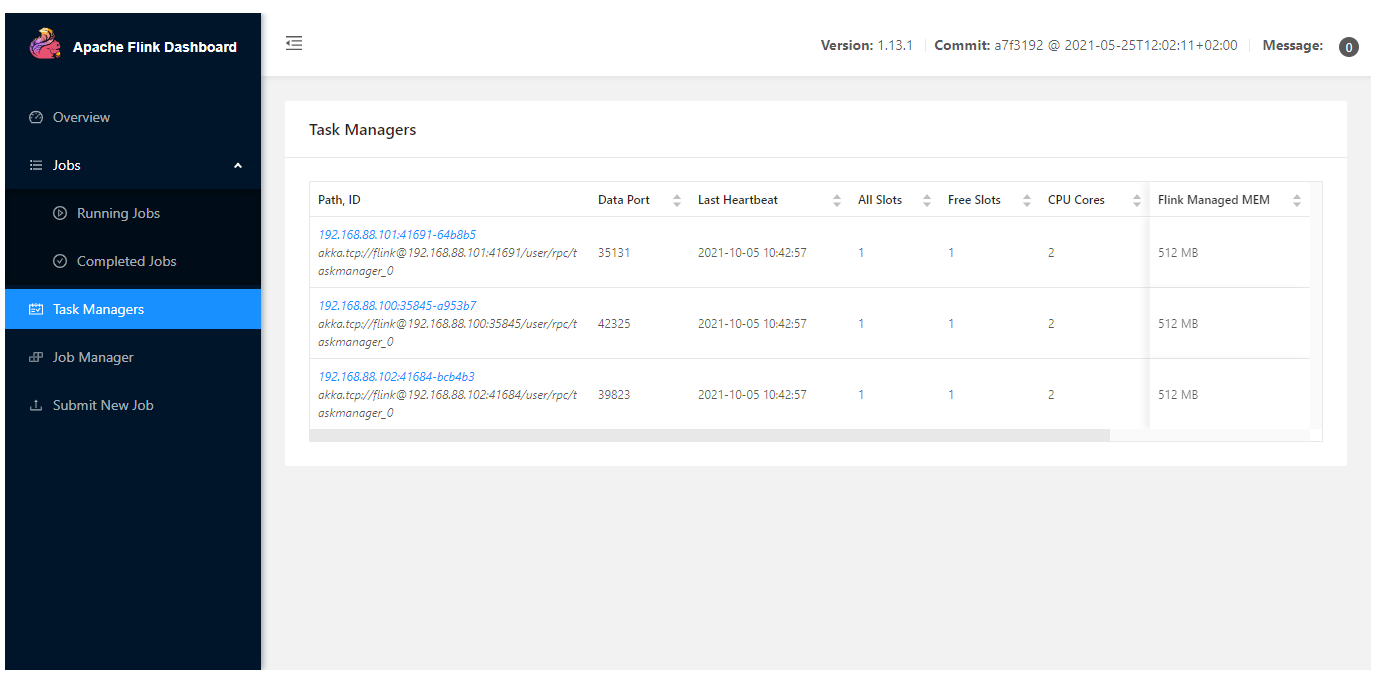 Apache Flink Dashboard
Version: 1.13.1 Commit: a7f3192 @ 2021-05-25T12:02:11+02:00 Message: 0
Overview
Jobs
Running Jobs
Completed Jobs
Task Managers
Job Manager
Submit New Job
Task Managers
Path, ID Data Port Last Heartbeat All Slots Free Slots CPU Cores Flink Managed MEM
192.168.88.101:41691-64b8b5
akka.tcp://flink@192.168.88.101:41691/user/rpc/t 35131 2021-10-05 10:42:57 1 1 2 512 MB
askmanager_0
192.168.88.100:35845-a953b7
akka.tcp://flink@192.168.88.100:35845/user/rpc/t 42325 2021-10-05 10:42:57 1 1 2 512 MB
askmanager_0
192.168.88.102:41684-bcb4b3
akka.tcp://flink@192.168.88.102:41684/user/rpc/t 39823 2021-10-05 10:42:57 1 1 2 512 MB
askmanager_0